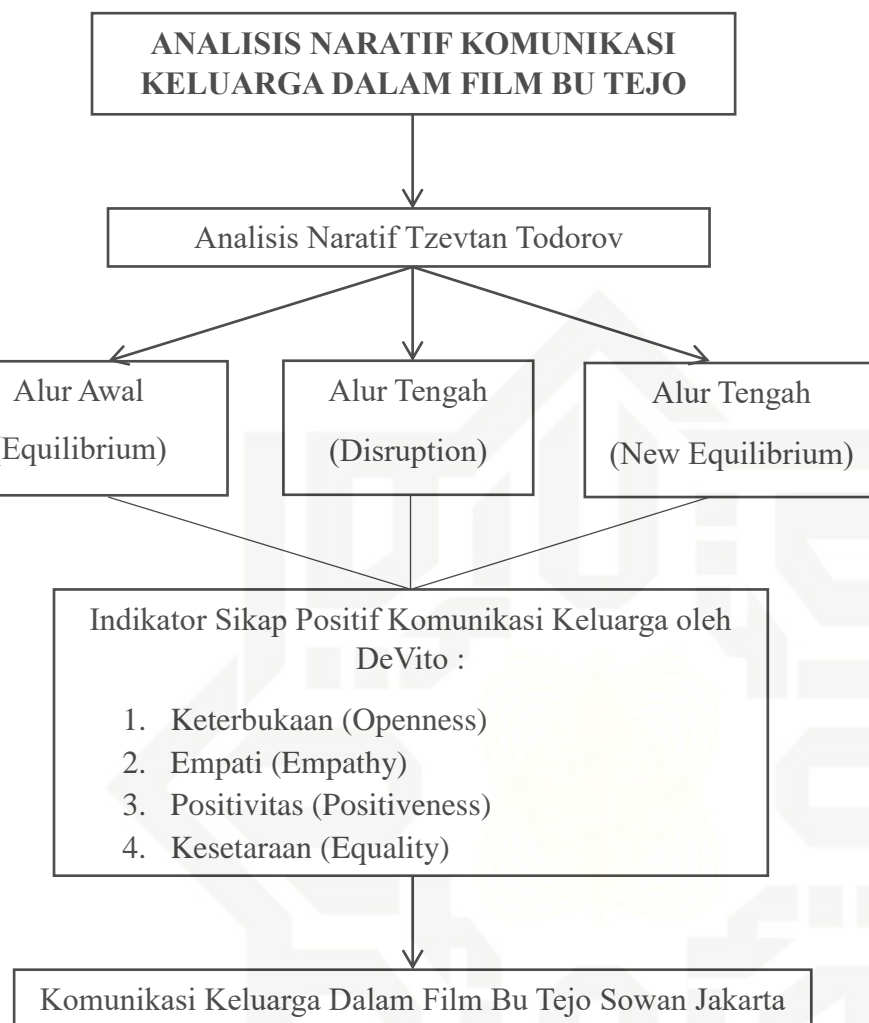 ANALISIS NARATIF KOMUNIKASI
KELUARGA DALAM FILM BU TEJO
Analisis Naratif Tzevtan Todorov
Alur Awal
(Equilibrium)
Alur Tengah
(Disruption)
Alur Tengah
(New Equilibrium)
Indikator Sikap Positif Komunikasi Keluarga oleh
DeVito :
1. Keterbukaan (Openness)
2. Empati (Empathy)
3. Positivitas (Positiveness)
4. Kesetaraan (Equality)
Komunikasi Keluarga Dalam Film Bu Tejo Sowan Jakarta